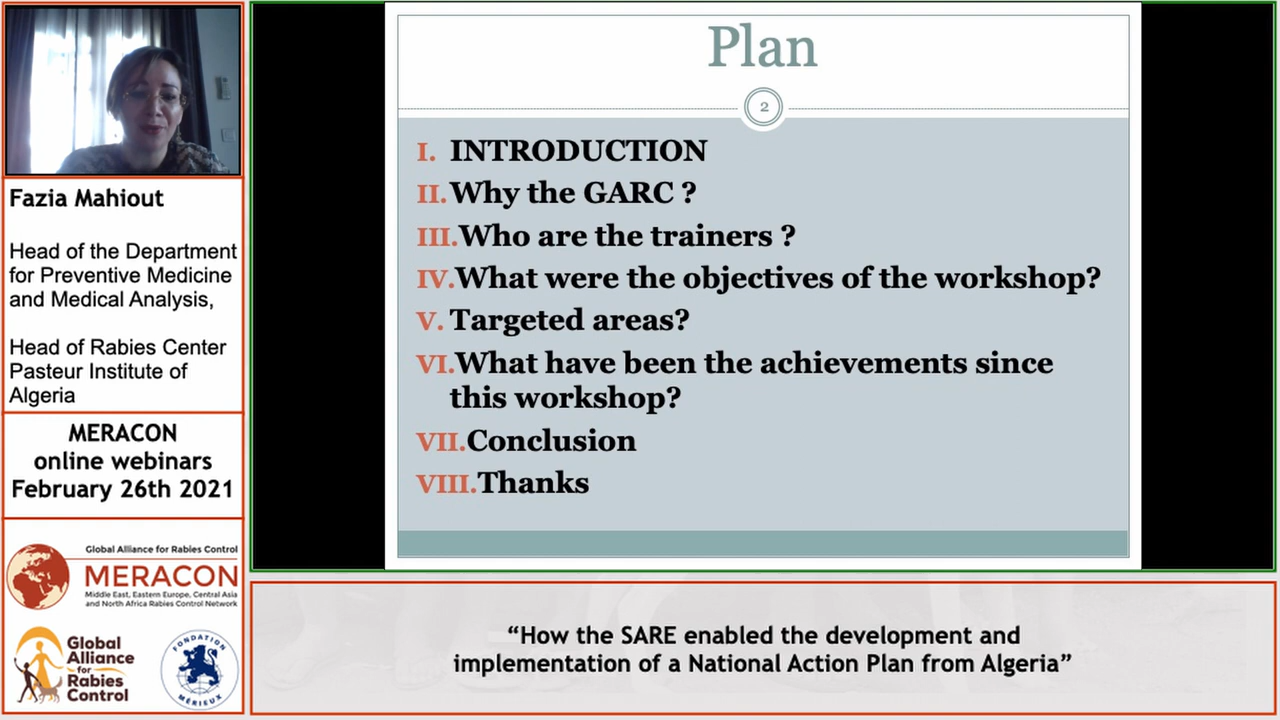 Fazia Mahiout
Head of the Department
for Preventive Medicine
and Medical Analysis,
Head of Rabies Center
Pasteur Institute of
Algeria
MERACON
online webinars
February 26th 2021
Global Alliance for Rabies Control
MERACON
Middle East, Eastern Europe, Central Asia
and North Africa Rabies Control Network
Global
Alliance
for
Rabies
Control
FONDATION
MÉRIEUX
Plan
2
I. INTRODUCTION
II. Why the GARC ?
III. Who are the trainers ?
IV. What were the objectives of the workshop?
V. Targeted areas?
VI. What have been the achievements since
this workshop?
VII. Conclusion
VIII. Thanks
“How the SARE enabled the development and
implementation of a National Action Plan from Algeria”